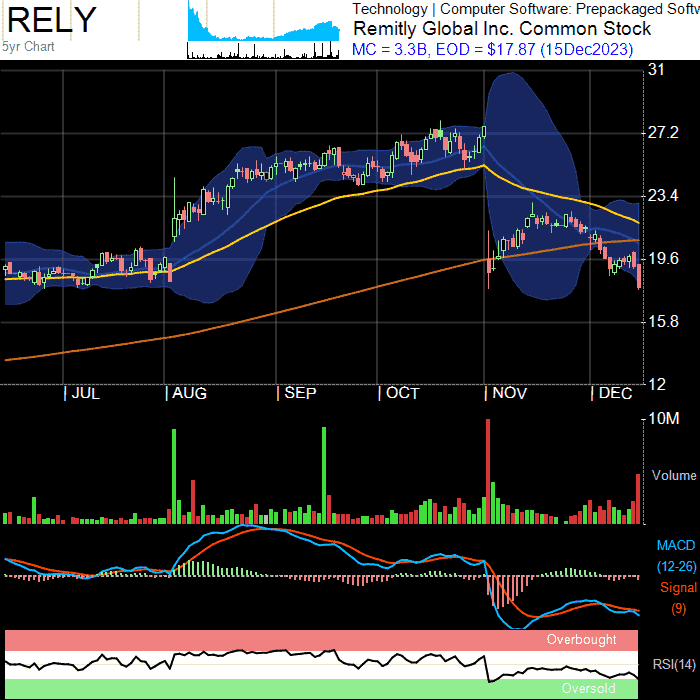 RELY
5yr Chart
Technology | Computer Software: Prepackaged Softw
Remitly Global Inc. Common Stock
MC = 3.3B, EOD = $17.87 (15Dec2023)
31
27.2
23.4
19.6
15.8
12
| JUL | AUG | SEP | OCT | NOV | DEC
10M
Volume
MACD
(12-26)
Signal
(9)
Overbought
RSI(14)
Oversold